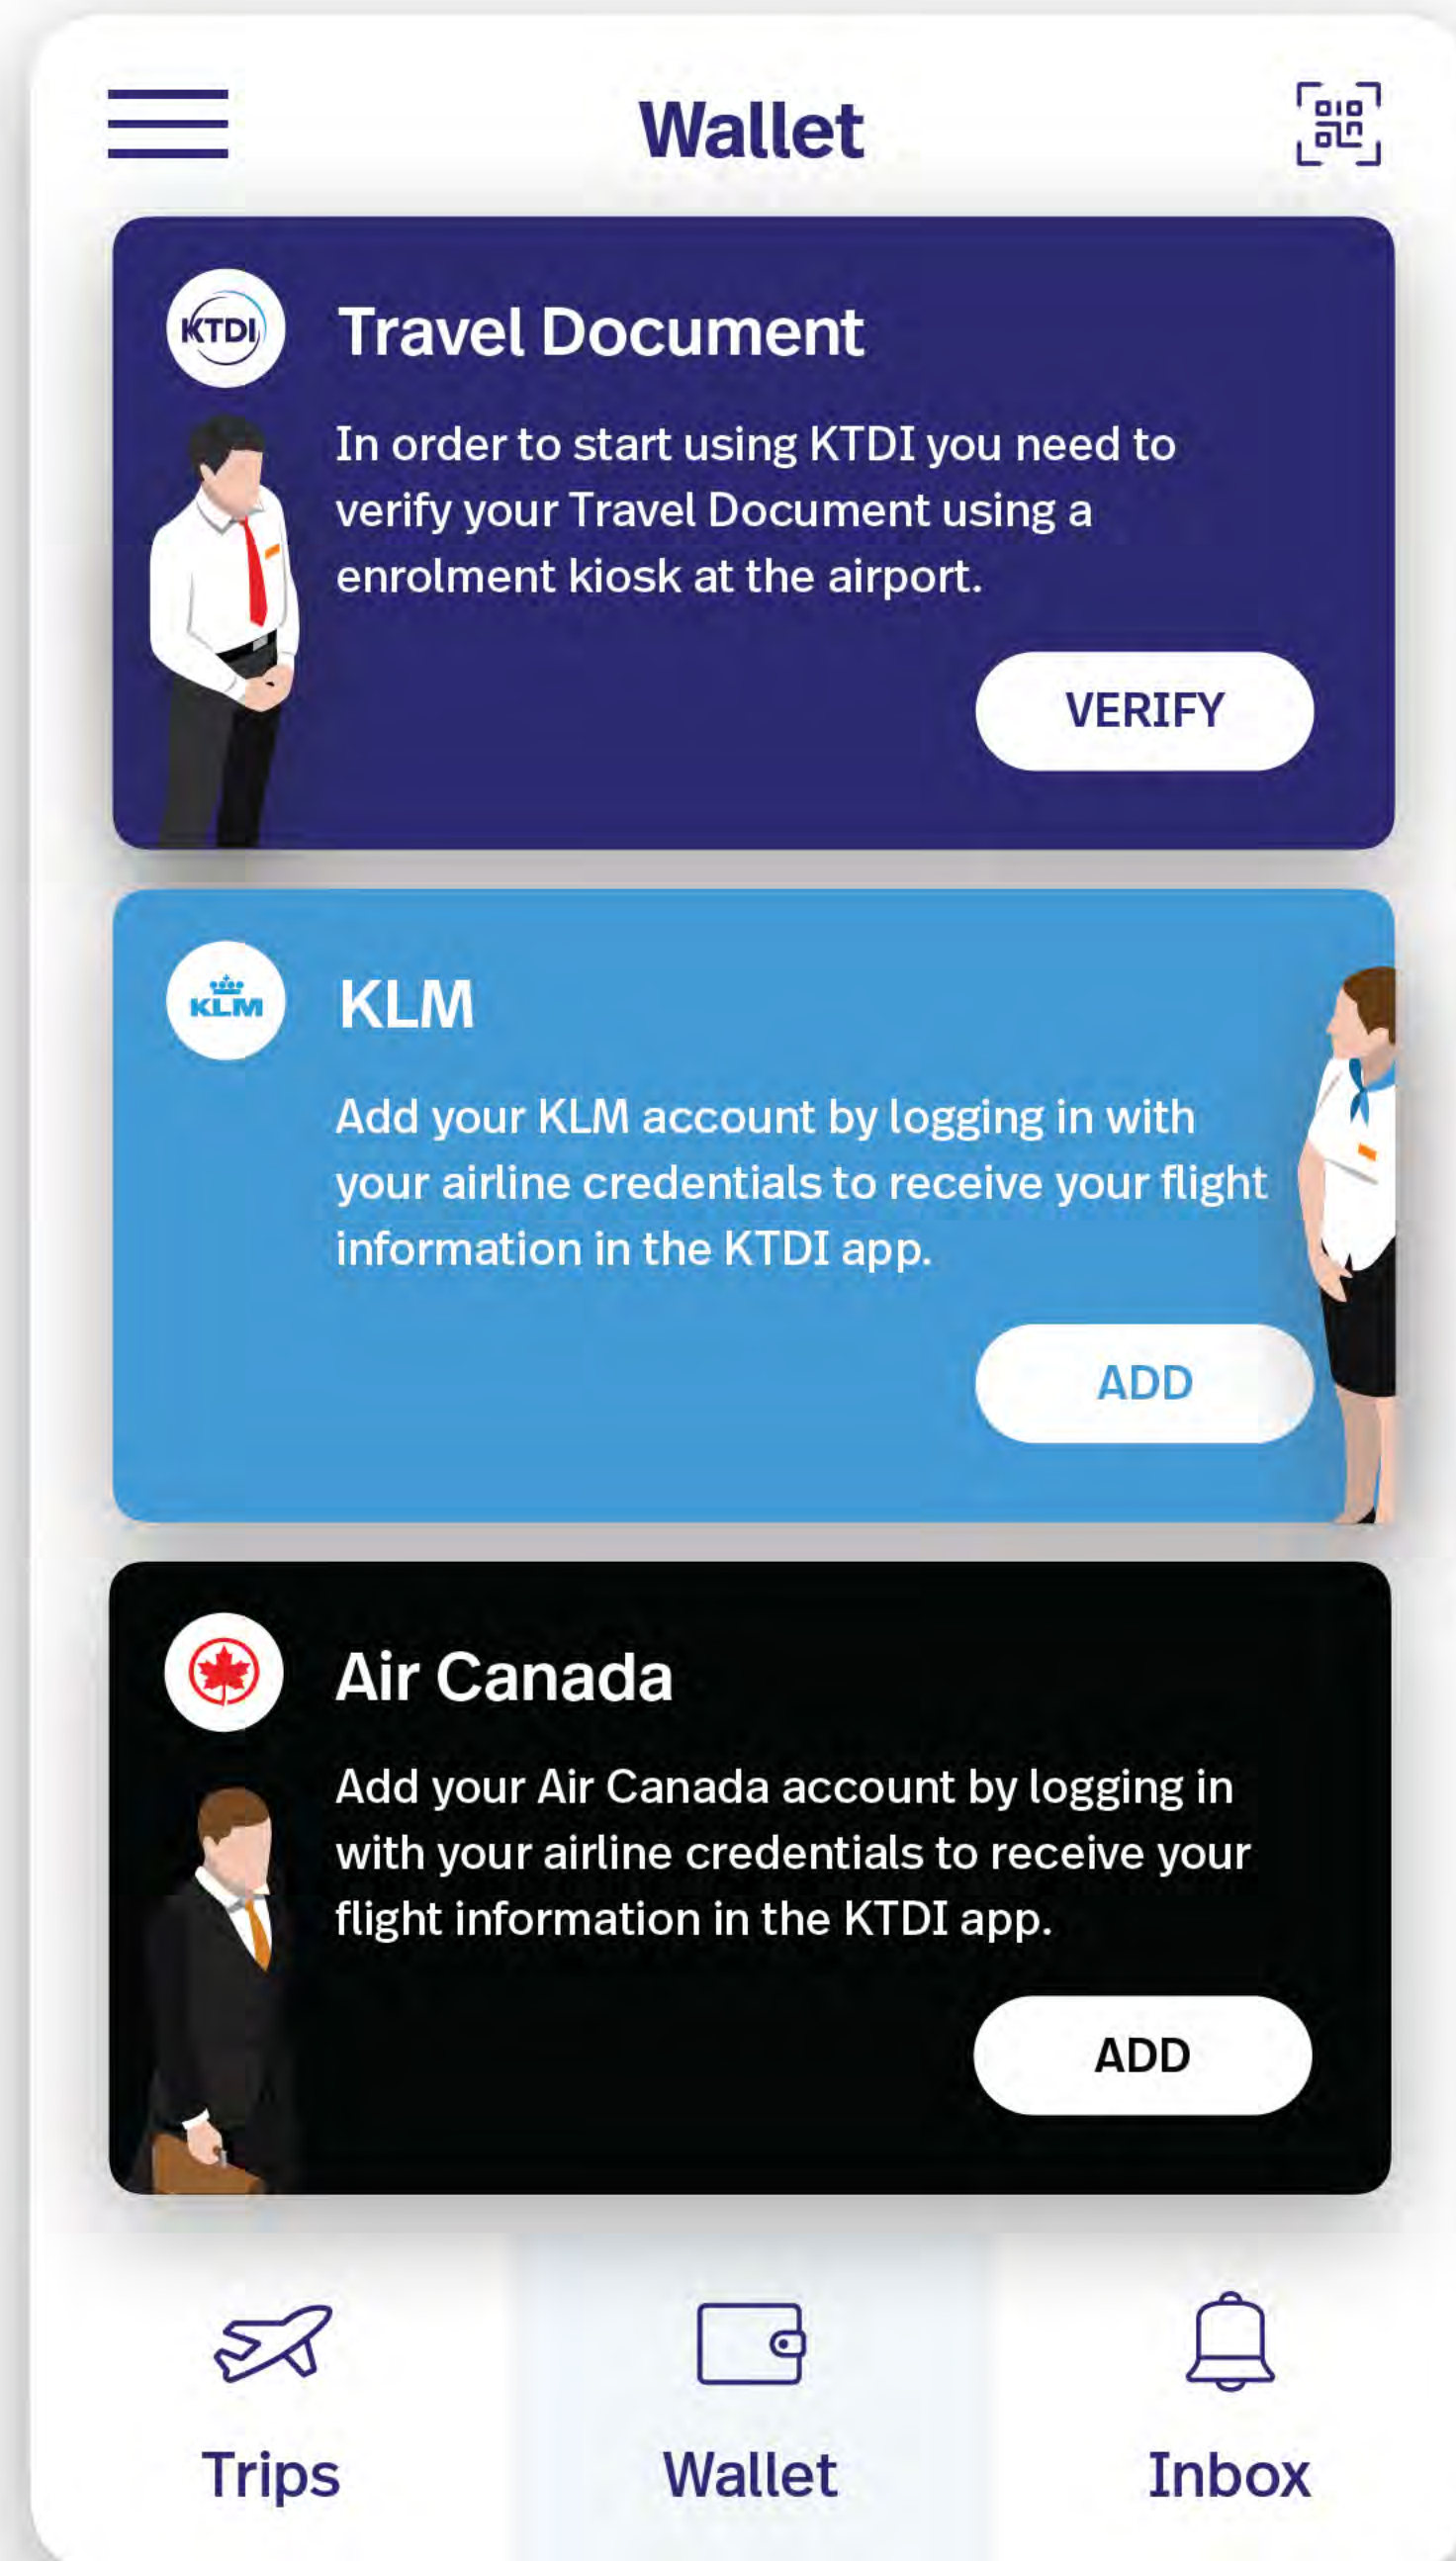 Wallet
KTDI
Travel Document
In order to start using KTDI you need to
verify your Travel Document using a
enrolment kiosk at the airport.
VERIFY
KLM
KLM
Add your KLM account by logging in with
your airline credentials to receive your flight
information in the KTDI app.
ADD
Air Canada
Add your Air Canada account by logging in
with your airline credentials to receive your
flight information in the KTDI app.
ADD
Trips
Wallet
Inbox